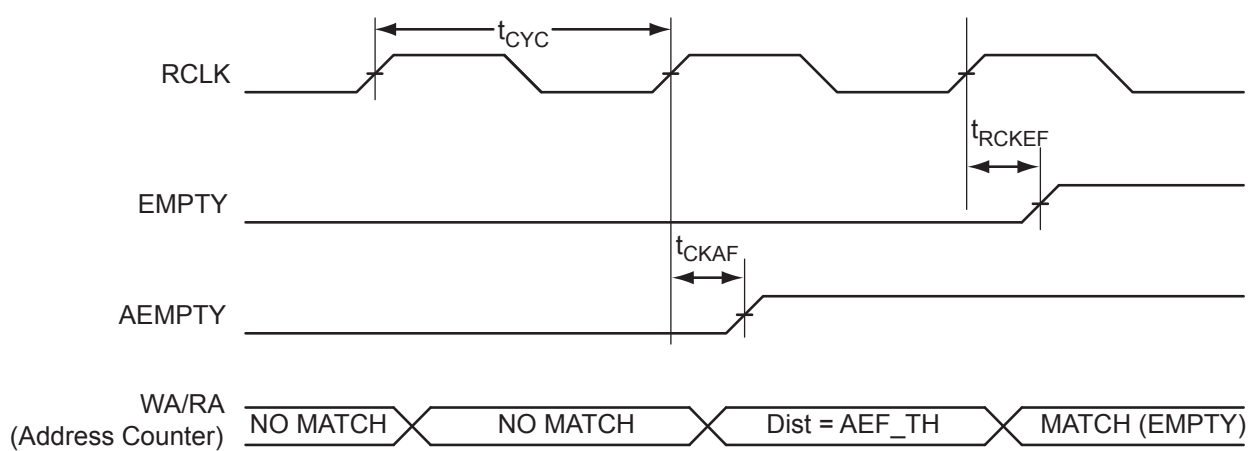 tCYC
RCLK
tRCKEF
EMPTY
tCKAF
AEMPTY
WA/RA
(Address Counter)
NO MATCH
NO MATCH
Dist = AEF_TH
MATCH (EMPTY)